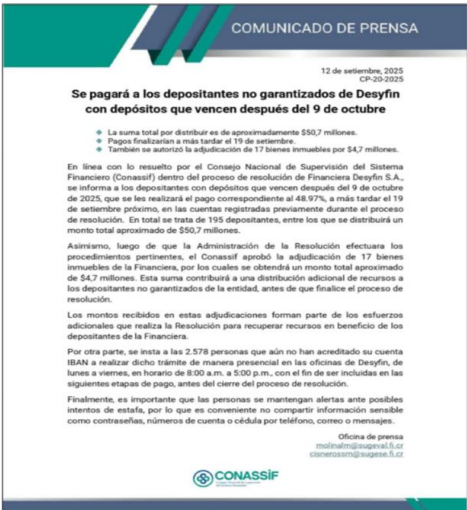 COMUNICADO DE PRENSA
12 de setiembre, 2025
CP-20-2025
Se pagará a los depositantes no garantizados de Desyfin
con depósitos que vencen después del 9 de octubre
La suma total por distribuir es de aproximadamente $50,7 millones.
Pagos finalizarían a más tardar el 19 de setiembre.
También se autorizó la adjudicación de 17 bienes inmuebles por $4,7 millones.
En línea con lo resuelto por el Consejo Nacional de Supervisión del Sistema
Financiero (Conassif) dentro del proceso de resolución de Financiera Desyfin S.A.,
se informa a los depositantes con depósitos que vencen después del 9 de octubre
de 2025, que se les realizará el pago correspondiente al 48.97%, a más tardar el 19
de setiembre próximo, en las cuentas registradas previamente durante el proceso
de resolución. En total se trata de 195 depositantes, entre los que se distribuirá un
monto total aproximado de $50,7 millones.
Asimismo, luego de que la Administración de la Resolución efectuara los
procedimientos pertinentes, el Conassif aprobó la adjudicación de 17 bienes
inmuebles de la Financiera, por los cuales se obtendrá un monto total aproximado
de $4,7 millones. Esta suma contribuirá a una distribución adicional de recursos a
los depositantes no garantizados de la entidad, antes de que finalice el proceso de
resolución.
Los montos recibidos en estas adjudicaciones forman parte de los esfuerzos
adicionales que realiza la Resolución para recuperar recursos en beneficio de los
depositantes de la Financiera.
Por otra parte, se insta a las 2.578 personas que aún no han acreditado su cuenta
IBAN a realizar dicho trámite de manera presencial en las oficinas de Desyfin, de
lunes a viernes, en horario de 8:00 a.m. a 5:00 p.m., con el fin de ser incluidas en las
siguientes etapas de pago, antes del cierre del proceso de resolución.
Finalmente, es importante que las personas se mantengan alertas ante posibles
intentos de estafa, por lo que es conveniente no compartir información sensible
como contraseñas, números de cuenta o cédula por teléfono, correo o mensajes.
Oficina de prensa
molinalm@sugeval.fi.cr
cisnerossm@sugese.fi.cr
CONASSIF